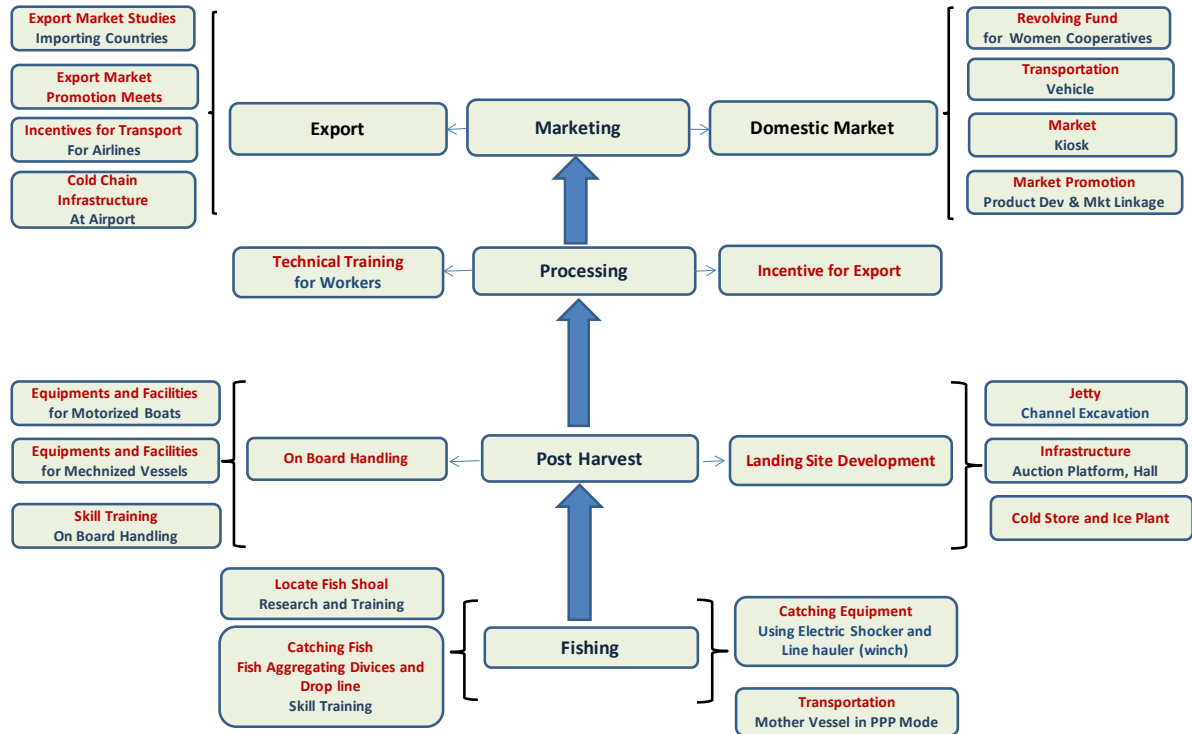 Export Market Studies
Importing Countries
Export Market
Promotion Meets
Incentives for Transport
For Airlines
Cold Chain
Infrastructure
At Airport
Export
Marketing
Domestic Market
Revolving Fund
for Women Cooperatives
Transportation
Vehicle
Market
Kiosk
Market Promotion
Product Dev & Mkt Linkage
Technical Training
for Workers
Processing
Incentive for Export
Equipments and Facilities
for Motorized Boats
Equipments and Facilities
for Mechnized Vessels
Skill Training
On Board Handling
On Board Handling
Post Harvest
Landing Site Development
Jetty
Channel Excavation
Infrastructure
Auction Platform, Hall
Cold Store and Ice Plant
Locate Fish Shoal
Research and Training
Catching Fish
Fish Aggregating Divices and
Drop line
Skill Training
Fishing
Catching Equipment
Using Electric Shocker and
Line hauler (winch)
Transportation
Mother Vessel in PPP Mode